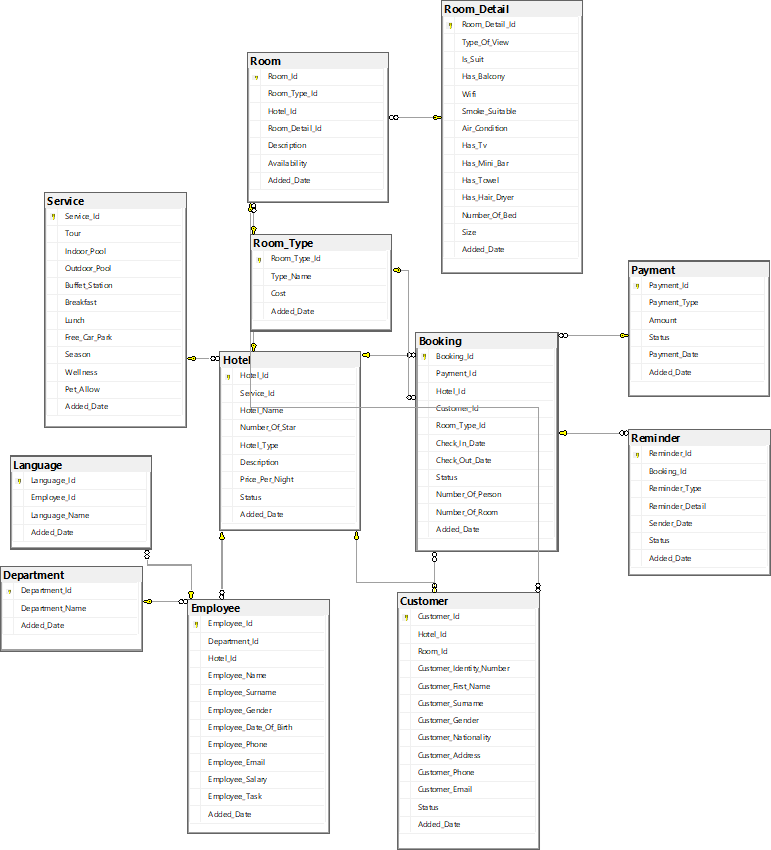 Room_Detail
Room_Detail_Id
Type_Of_View
Is_Suit
Has_Balcony
Wifi
Smoke_Suitable
Air_Condition
Has_Tv
Has_Mini_Bar
Has_Towel
Has_Hair_Dryer
Number_Of_Bed
Size
Added_Date
Room
Room_Id
Room_Type_Id
Hotel_Id
Room_Detail_Id
Description
Availability
Added_Date
Service
Service_Id
Tour
Indoor_Pool
Outdoor_Pool
Buffet_Station
Breakfast
Lunch
Free_Car_Park
Season
Wellness
Pet_Allow
Added_Date
Room_Type
Room_Type_Id
Type_Name
Cost
Added_Date
Payment
Payment_Id
Payment_Type
Amount
Status
Payment_Date
Added_Date
Booking
Booking_Id
Payment_Id
Hotel_Id
Customer_Id
Room_Type_Id
Check_In_Date
Check_Out_Date
Status
Number_Of_Person
Number_Of_Room
Added_Date
Hotel
Hotel_Id
Service_Id
Hotel_Name
Number_Of_Star
Hotel_Type
Description
Price_Per_Night
Status
Added_Date
Reminder
Reminder_Id
Booking_Id
Reminder_Type
Reminder_Detail
Sender_Date
Status
Added_Date
Language
Language_Id
Employee_Id
Language_Name
Added_Date
Department
Department_Id
Department_Name
Added_Date
Employee
Employee_Id
Department_Id
Hotel_Id
Employee_Name
Employee_Surname
Employee_Gender
Employee_Date_Of_Birth
Employee_Phone
Employee_Email
Employee_Salary
Employee_Task
Added_Date
Customer
Customer_Id
Hotel_Id
Room_Id
Customer_Identity_Number
Customer_First_Name
Customer_Surname
Customer_Gender
Customer_Nationality
Customer_Address
Customer_Phone
Customer_Email
Status
Added_Date